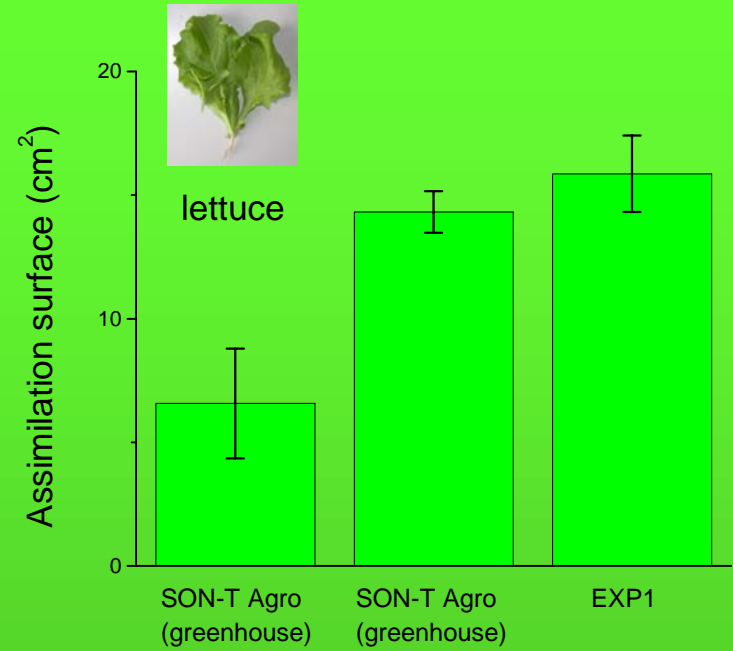 20
10
0
Assimilation surface (cm²)
lettuce
SON-T Agro
(greenhouse)
SON-T Agro
(greenhouse)
EXP1